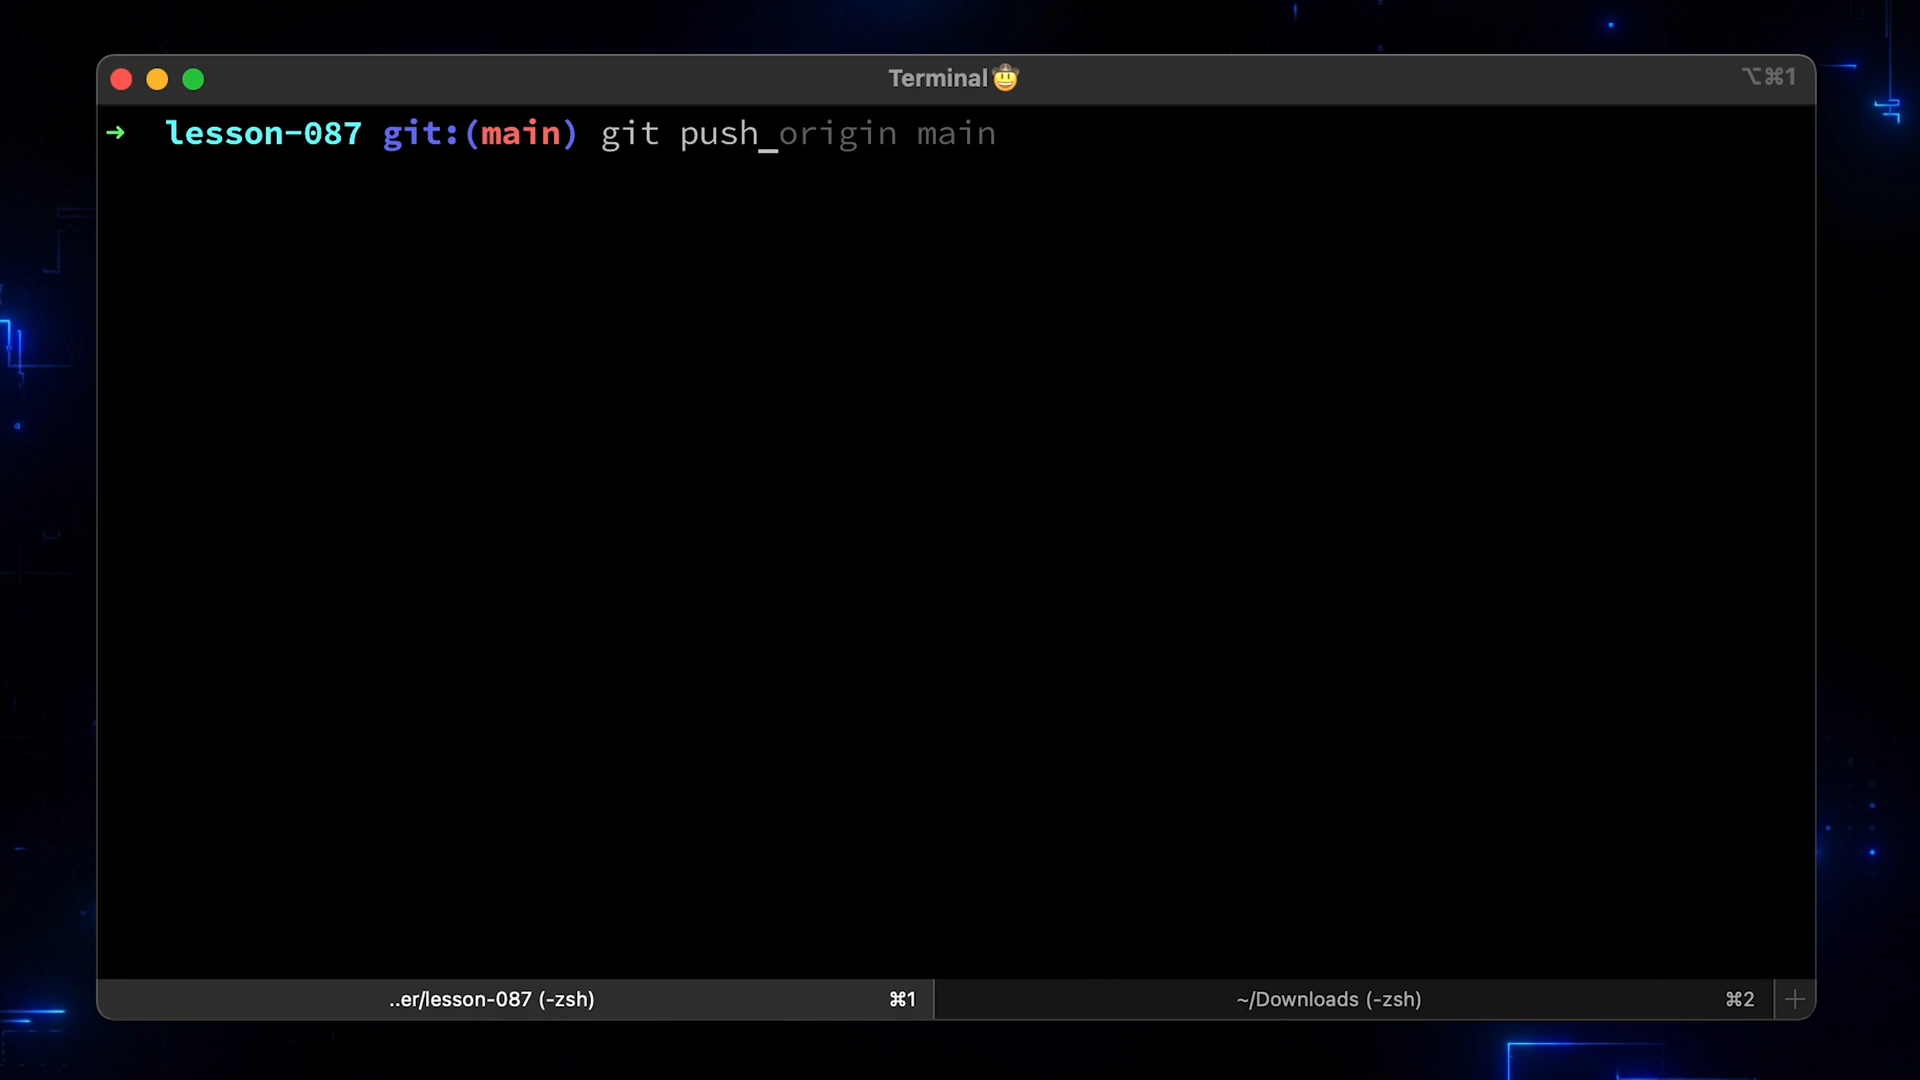 Terminal🤠
⌥⌘1
➜ lesson-087 git:(main) git push_origin main
..er/lesson-087 (-zsh) ⌘1
~/Downloads (-zsh) ⌘2 +